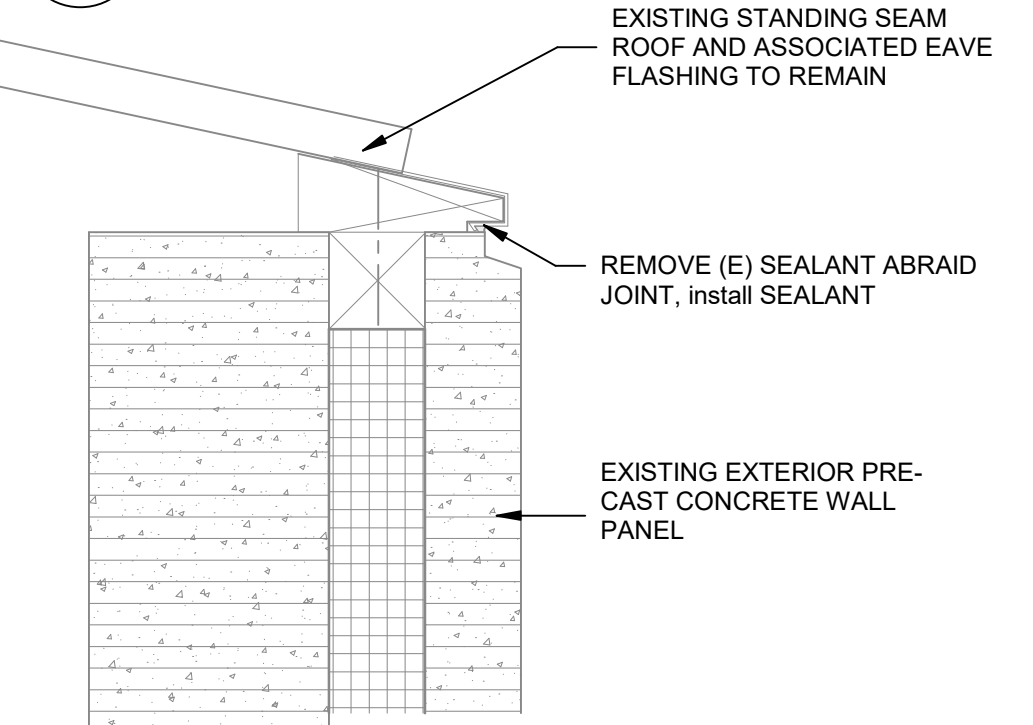 EXISTING STANDING SEAM
ROOF AND ASSOCIATED EAVE
FLASHING TO REMAIN
REMOVE (E) SEALANT ABRAID
JOINT, install SEALANT
EXISTING EXTERIOR PRE-
CAST CONCRETE WALL
PANEL